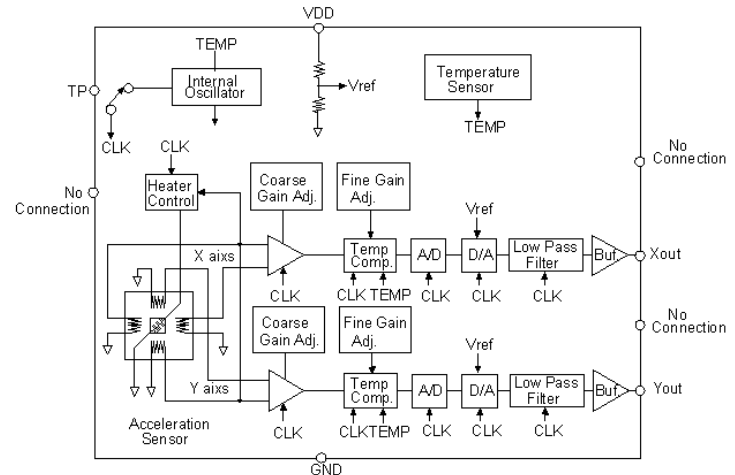 VDD
TEMP
Internal
Oscillator
TP
CLK
Vref
Temperature
Sensor
TEMP
No
Connection
CLK
Heater
Control
No
Connection
Coarse
Gain Adj.
Fine Gain
Adj.
Vref
X aixs
Temp
Comp.
A/D
D/A
Low Pass
Filter
Buf
Xout
CLK
CLK
TEMP
CLK
CLK
CLK
Coarse
Gain Adj.
Fine Gain
Adj.
Vref
No
Connection
Y aixs
Temp
Comp.
A/D
D/A
Low Pass
Filter
Buf
Yout
Acceleration
Sensor
CLK
CLK
TEMP
CLK
CLK
CLK
GND